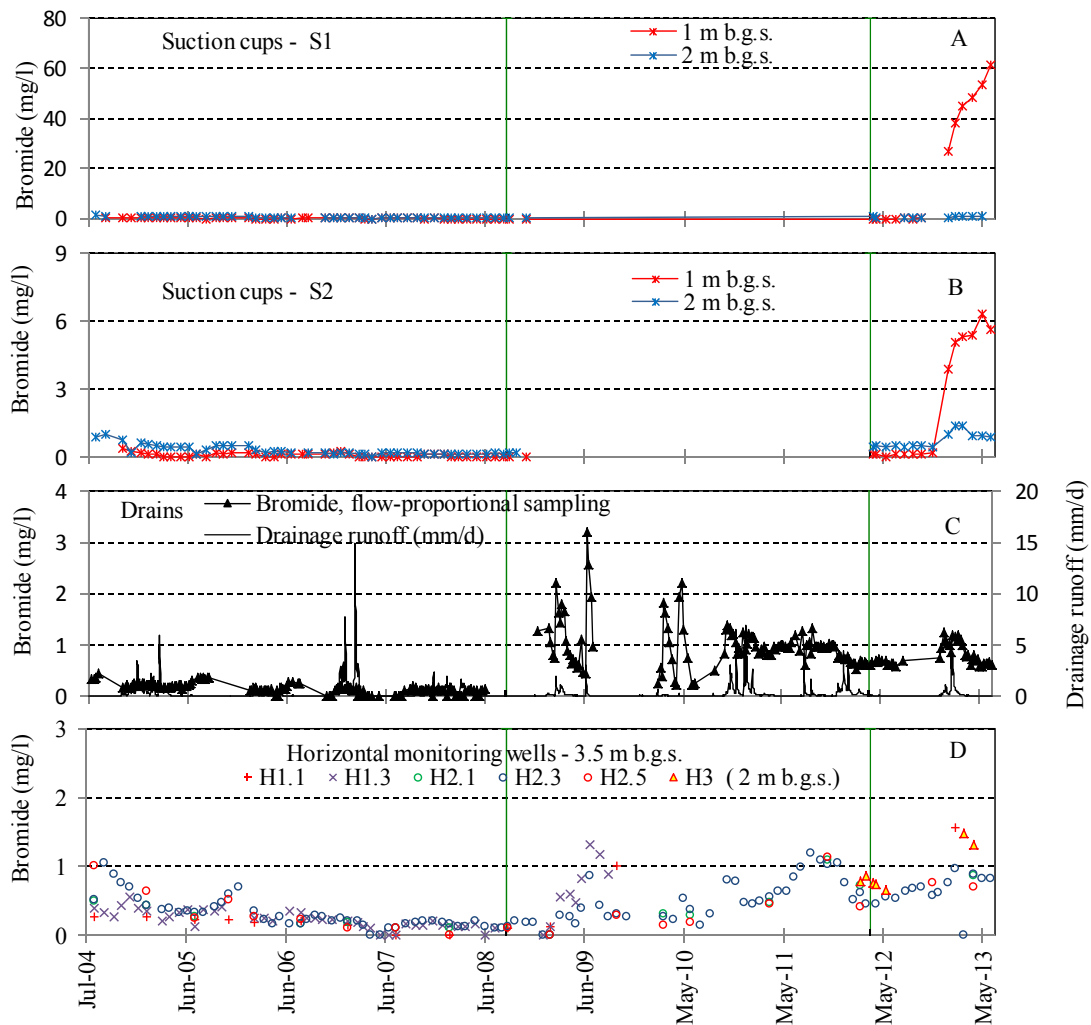 80
Suction cups - S1
1 m b.g.s.
2 m b.g.s.
A
60
40
20
0
Bromide (mg/l)
9
Suction cups - S2
1 m b.g.s.
2 m b.g.s.
B
6
3
0
Bromide (mg/l)
4
20
Drains
Bromide, flow-proportional sampling
Drainage runoff (mm/d)
C
3
15
2
10
1
5
0
0
Bromide (mg/l)
Drainage runoff (mm/d)
3
Horizontal monitoring wells - 3.5 m b.g.s.
D
H1.1 H1.3 H2.1 H2.3 H2.5 H3 ( 2 m b.g.s.)
2
1
0
Bromide (mg/l)
Jul-04 Jun-05 Jun-06 Jun-07 Jun-08 Jun-09 May-10 May-11 May-12 May-13